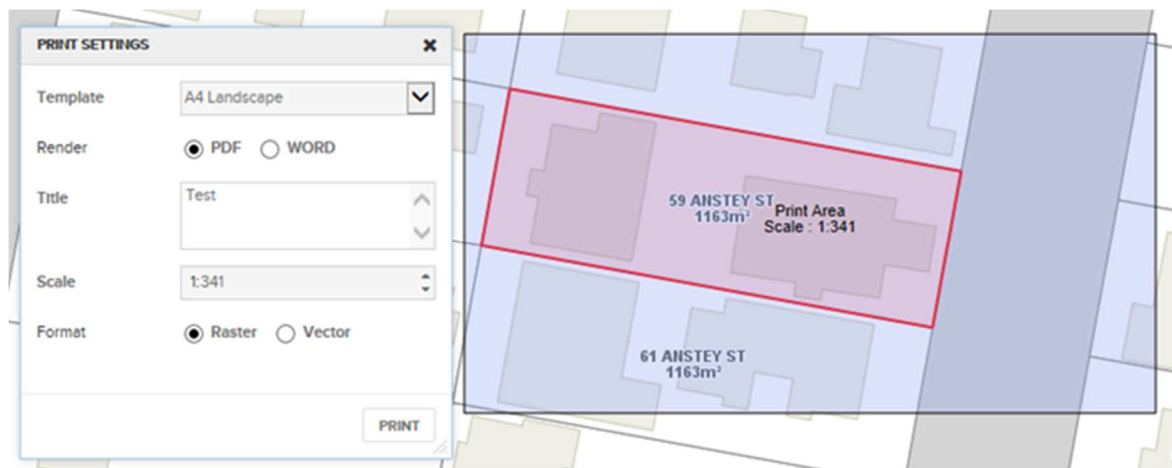 PRINT SETTINGS
Template
A4 Landscape
Render
PDF
WORD
Title
Test
Scale
1:341
Format
Raster
Vector
PRINT
59 ANSTEY ST
1163m²
Print Area
Scale : 1:341
61 ANSTEY ST
1163m²